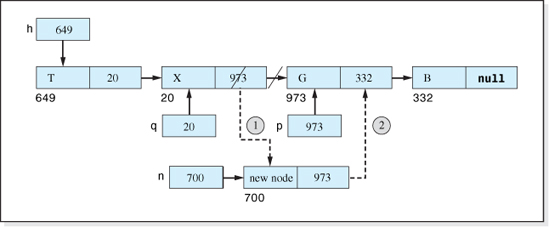 h 649
T 20 X 973 G 332 B null
649 20 973 332
q 20 1 p 973 2
n 700 new node 973
700